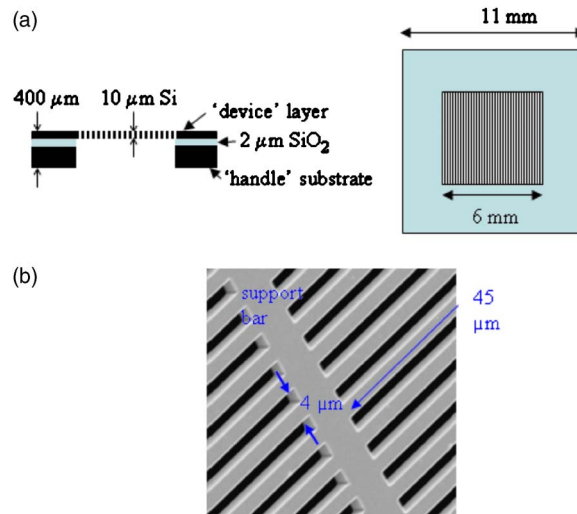 (a)
11 mm
400 μm
10 μm Si
'device' layer
2 μm SiO₂
'handle' substrate
6 mm
(b)
support
bar
45
μm
4 μm